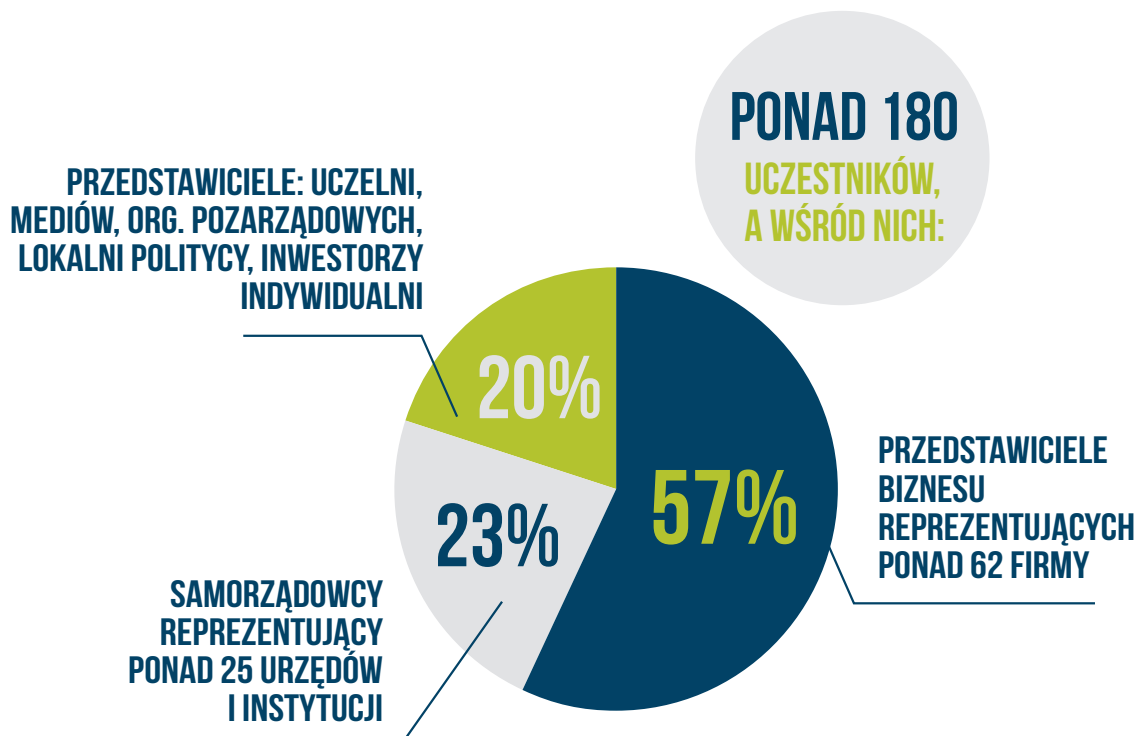 PONAD 180
UCZESTNIKÓW,
A WŚRÓD NICH:
PRZEDSTAWICIELE: UCZELNI,
MEDIÓW, ORG. POZARZĄDOWYCH,
LOKALNI POLITYCY, INWESTORZY
INDYWIDUALNI
20%
57%
23%
PRZEDSTAWICIELE
BIZNESU
REPREZENTUJĄCYCH
PONAD 62 FIRMY
SAMORZĄDOWCY
REPREZENTUJĄCY
PONAD 25 URZĘDÓW
I INSTYTUCJI